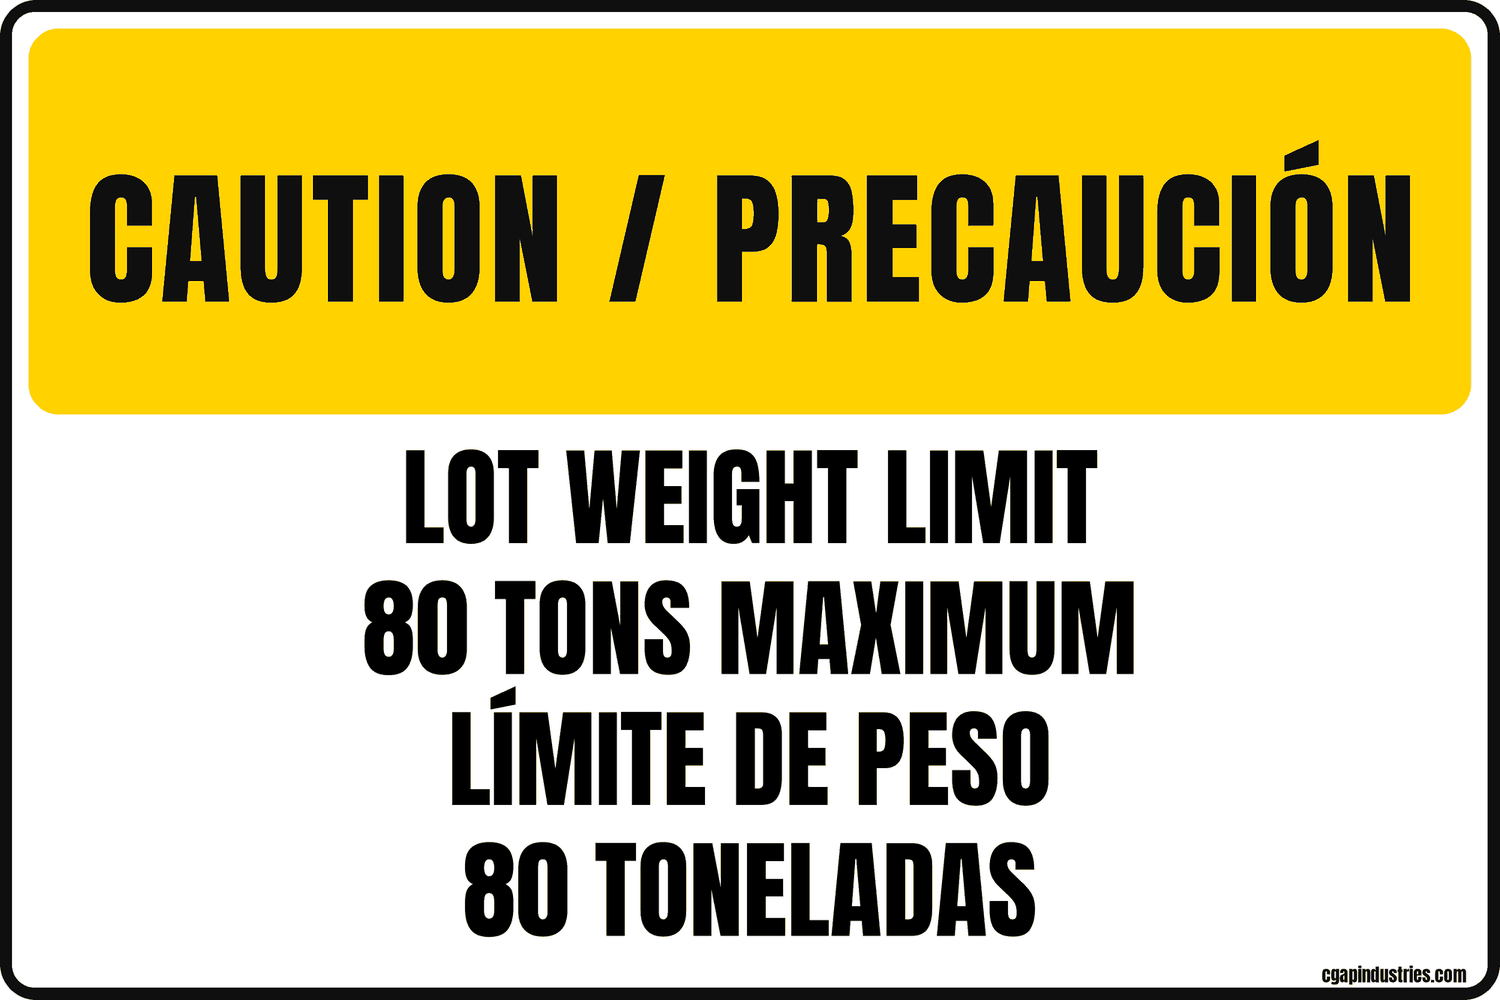 CAUTION / PRECAUCIÓN
LOT WEIGHT LIMIT
80 TONS MAXIMUM
LÍMITE DE PESO
80 TONELADAS
cgapindustries.com